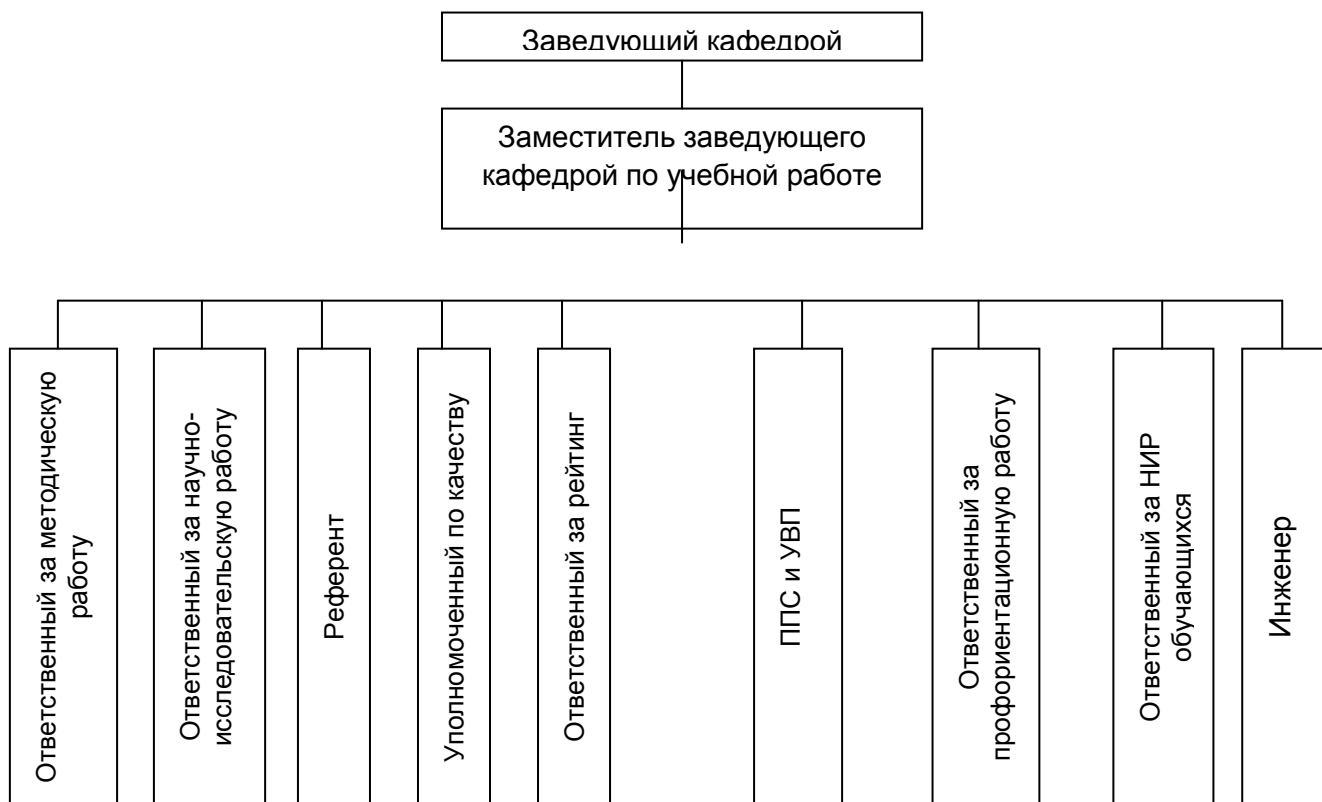 Заведующий кафедрой
Заместитель заведующего
кафедрой по учебной работе
Ответственный за методическую
работу
Ответственный за научно-
исследовательскую работу
Референт
Уполномоченный по качеству
Ответственный за рейтинг
ППС и УВП
Ответственный за
профориентационную работу
Ответственный за НИР
обучающихся
Инженер